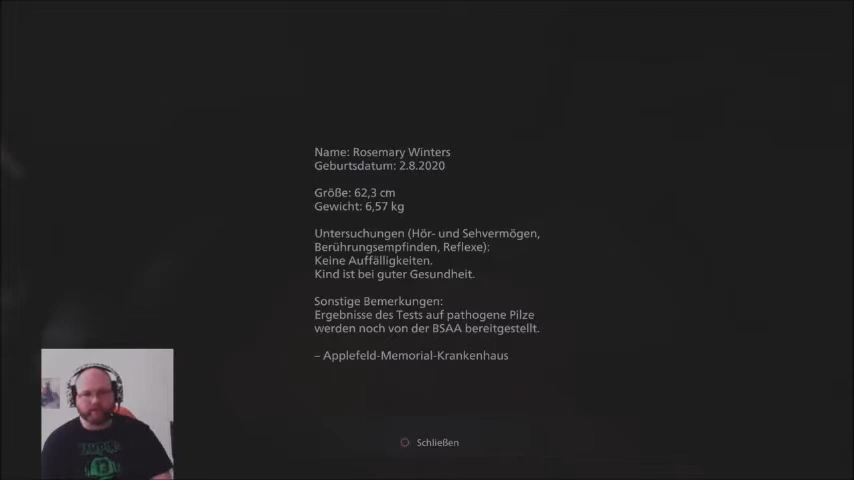 Name: Rosemary Winters
Geburtsdatum: 2.8.2020
Größe: 62,3 cm
Gewicht: 6,57 kg
Untersuchungen (Hör- und Sehvermögen,
Berührungsempfinden, Reflexe):
Keine Auffälligkeiten.
Kind ist bei guter Gesundheit.
Sonstige Bemerkungen:
Ergebnisse des Tests auf pathogene Pilze
werden noch von der BSAA bereitgestellt.
– Applefeld-Memorial-Krankenhaus
Schließen